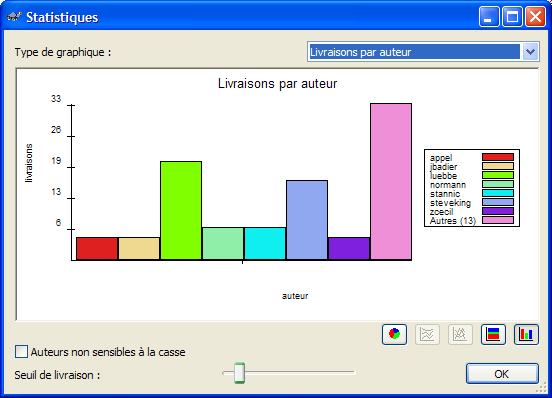 Statistiques
Type de graphique :
Livraisons par auteur
Livraisons par auteur
33
26
19
13
6
livraisons
auteur
appel
jbadier
luebbe
normann
stannic
steveking
zcecil
Autres (13)
Auteurs non sensibles à la casse
Seuil de livraison :
OK